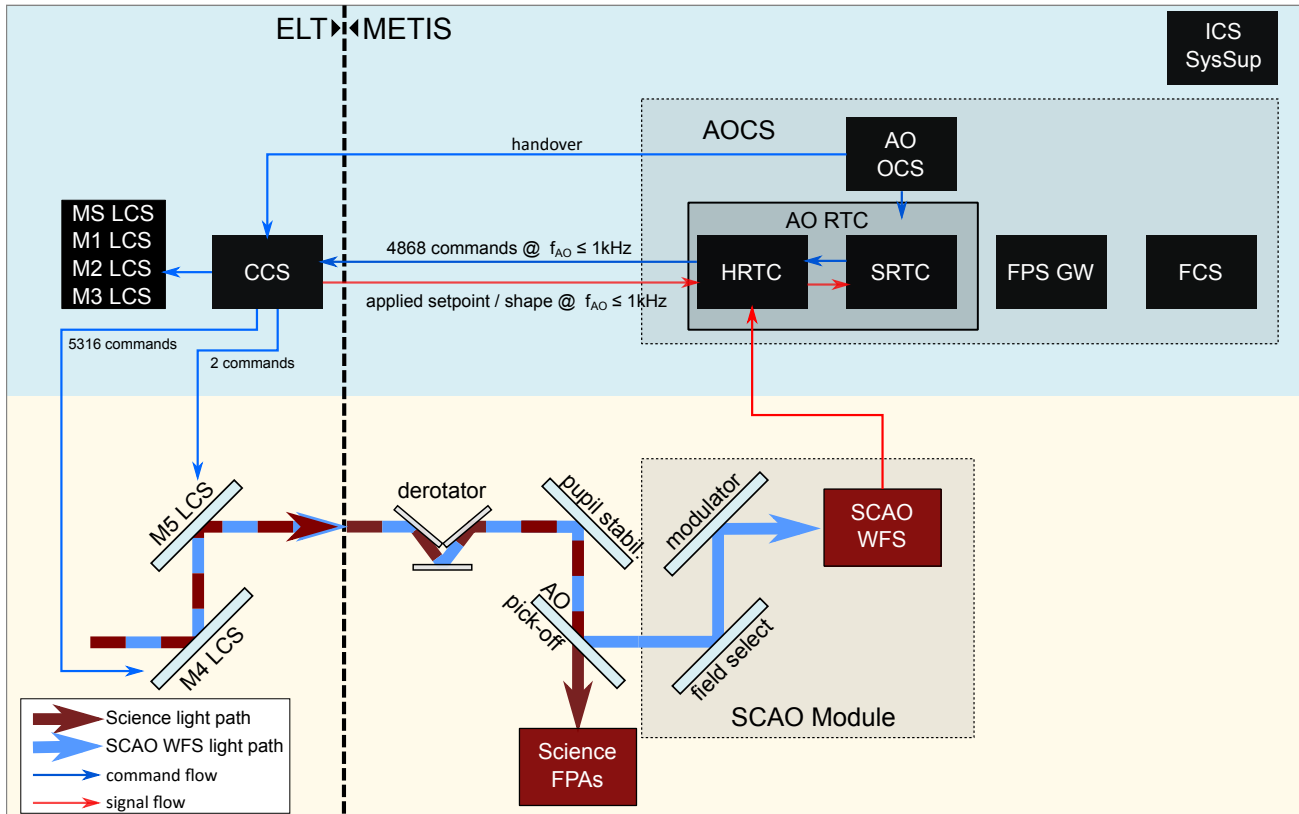 ELT METIS
ICS
SysSup
AOCS
AO
OCS
handover
MS LCS
M1 LCS
M2 LCS
M3 LCS
CCS
4868 commands @ fAO ≤ 1kHz
applied setpoint / shape @ fAO ≤ 1kHz
AO RTC
HRTC
SRTC
FPS GW
FCS
5316 commands
2 commands
M5 LCS
M4 LCS
derotator
pupil stabil.
AO
pick-off
modulator
field select
SCAO
WFS
SCAO Module
Science
FPAs
Science light path
SCAO WFS light path
command flow
signal flow